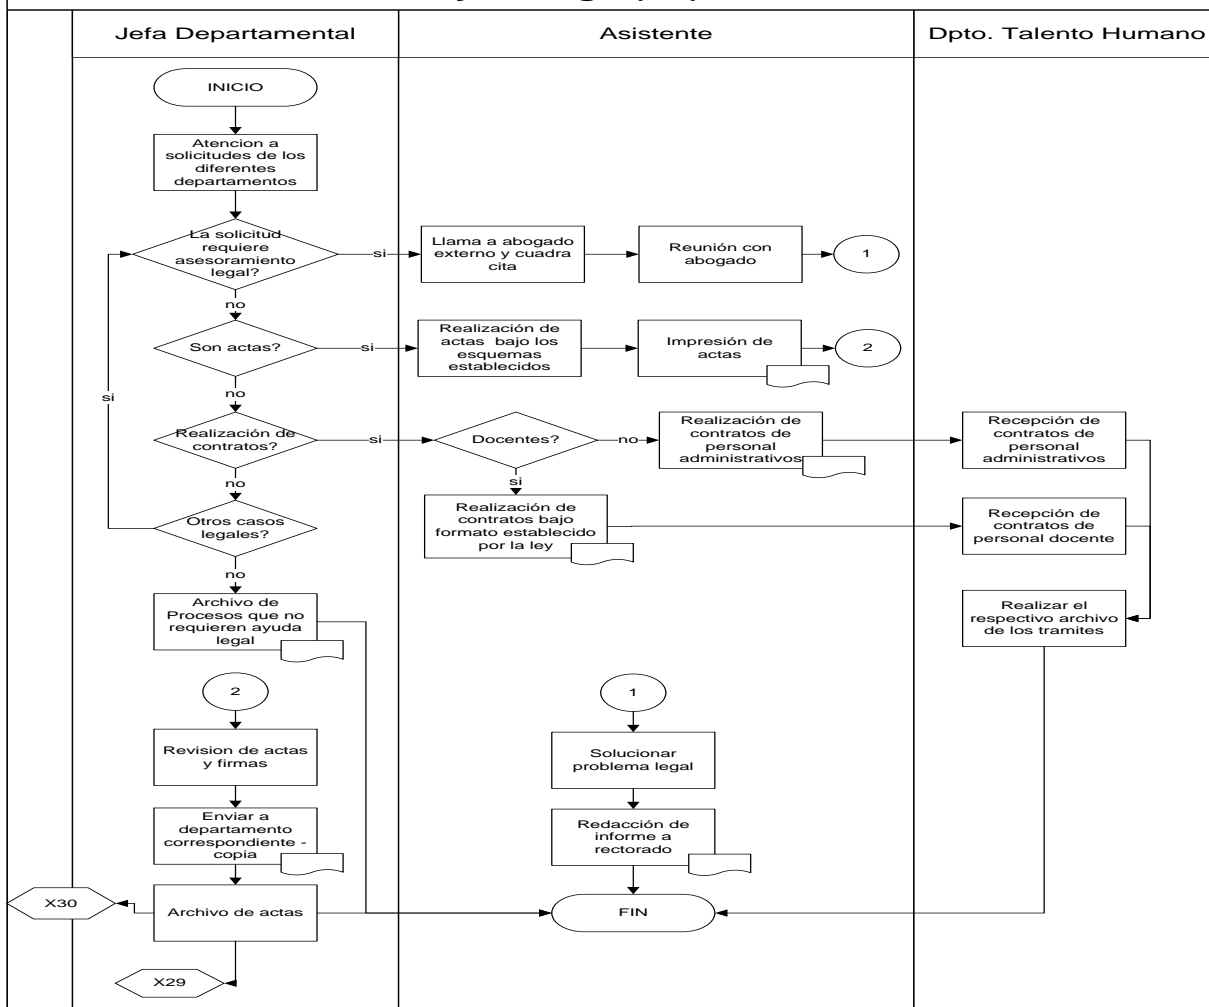 Jefa Departamental
Asistente
Dpto. Talento Humano
INICIO
Atencion a
solicitudes de los
diferentes
departamentos
La solicitud
requiere
asesoramiento
legal?
si
Llama a abogado
externo y cuadra
cita
Reunión con
abogado
1
no
Son actas?
si
Realización de
actas bajo los
esquemas
establecidos
Impresión de
actas
2
no
si
Realización de
contratos?
si
Docentes?
no
Realización de
contratos de
personal
administrativos
Recepción de
contratos de
personal
administrativos
no
si
Otros casos
legales?
Realización de
contratos bajo
formato establecido
por la ley
Recepción de
contratos de
personal docente
no
Archivo de
Procesos que no
requieren ayuda
legal
Realizar el
respectivo archivo
de los tramites
2
1
Revision de actas
y firmas
Solucionar
problema legal
Enviar a
departamento
correspondiente -
copia
Redacción de
informe a
rectorado
X30
Archivo de actas
FIN
X29